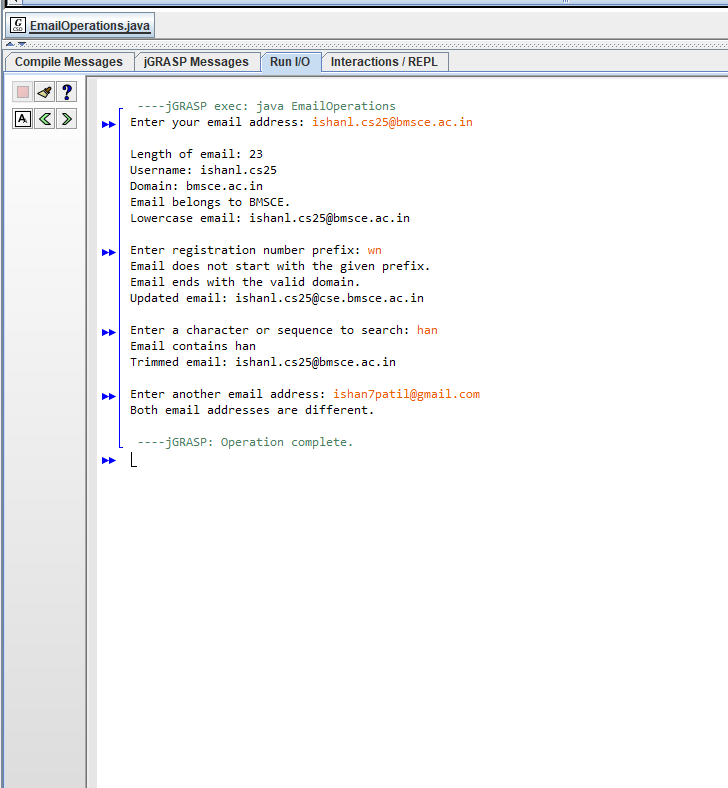 EmailOperations.java
Compile Messages jGRASP Messages Run I/O Interactions / REPL
----jGRASP exec: java EmailOperations
Enter your email address: ishanl.cs25@bmsce.ac.in
Length of email: 23
Username: ishanl.cs25
Domain: bmsce.ac.in
Email belongs to BMSCE.
Lowercase email: ishanl.cs25@bmsce.ac.in
Enter registration number prefix: wn
Email does not start with the given prefix.
Email ends with the valid domain.
Updated email: ishanl.cs25@cse.bmsce.ac.in
Enter a character or sequence to search: han
Email contains han
Trimmed email: ishanl.cs25@bmsce.ac.in
Enter another email address: ishan7patil@gmail.com
Both email addresses are different.
----jGRASP: Operation complete.